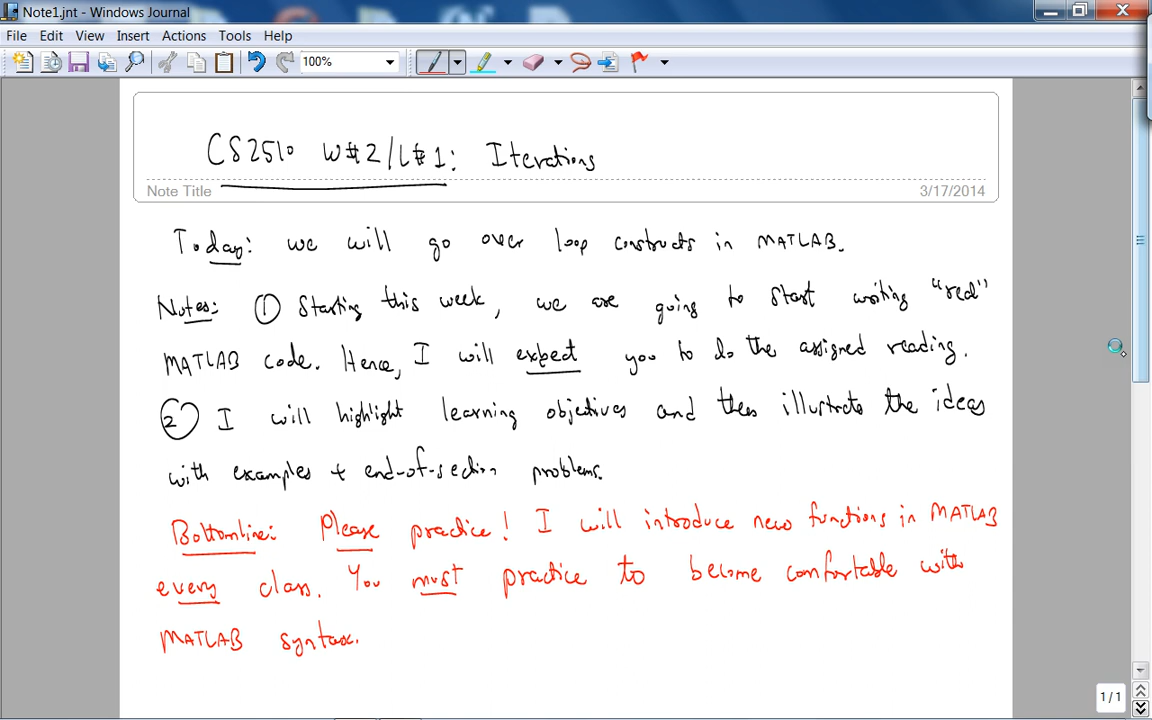 Note1.jnt - Windows Journal
File Edit View Insert Actions Tools Help
100%
CS2510 W#2/L#1: Iterations
Note Title
3/17/2014
Today: we will go over loop constructs in MATLAB.
Notes: ① Starting this week, we are going to start writing "real"
MATLAB code. Hence, I will expect you to do the assigned reading.
② I will highlight learning objectives and then illustrate the ideas
with examples + end-of-section problems.
Bottomline: Please practice! I will introduce new functions in MATLAB
every class. You must practice to become comfortable with
MATLAB syntax.
1/1